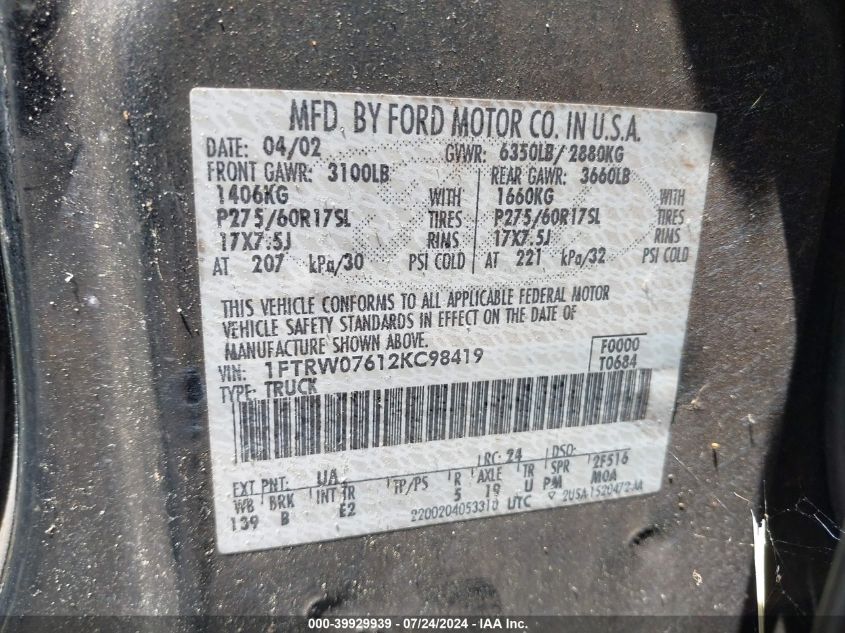 MFD. BY FORD MOTOR CO. IN U.S.A.
DATE: 04/02 GVWR: 6350LB/2880KG
FRONT GAWR: 3100LB REAR GAWR: 3660LB
1406KG WITH 1660KG WITH
P275/60R17SL TIRES P275/60R17SL TIRES
17X7.5J RIMS 17X7.5J RIMS
AT 207 kPa/30 PSI COLD AT 221 kPa/32 PSI COLD
THIS VEHICLE CONFORMS TO ALL APPLICABLE FEDERAL MOTOR
VEHICLE SAFETY STANDARDS IN EFFECT ON THE DATE OF
MANUFACTURE SHOWN ABOVE.
VIN: 1FTRW07612KC98419 F0000
TYPE: TRUCK T0684
EXT PNT: UA RC: 24 DSO: 2F516
WB BRK INT TR TP/PS R AXLE TR SPR
139 B E2 5 19 U PM MOA
2200204053310 UTC 2USA 1520472 AA
000-39929939 - 07/24/2024 - IAA Inc.